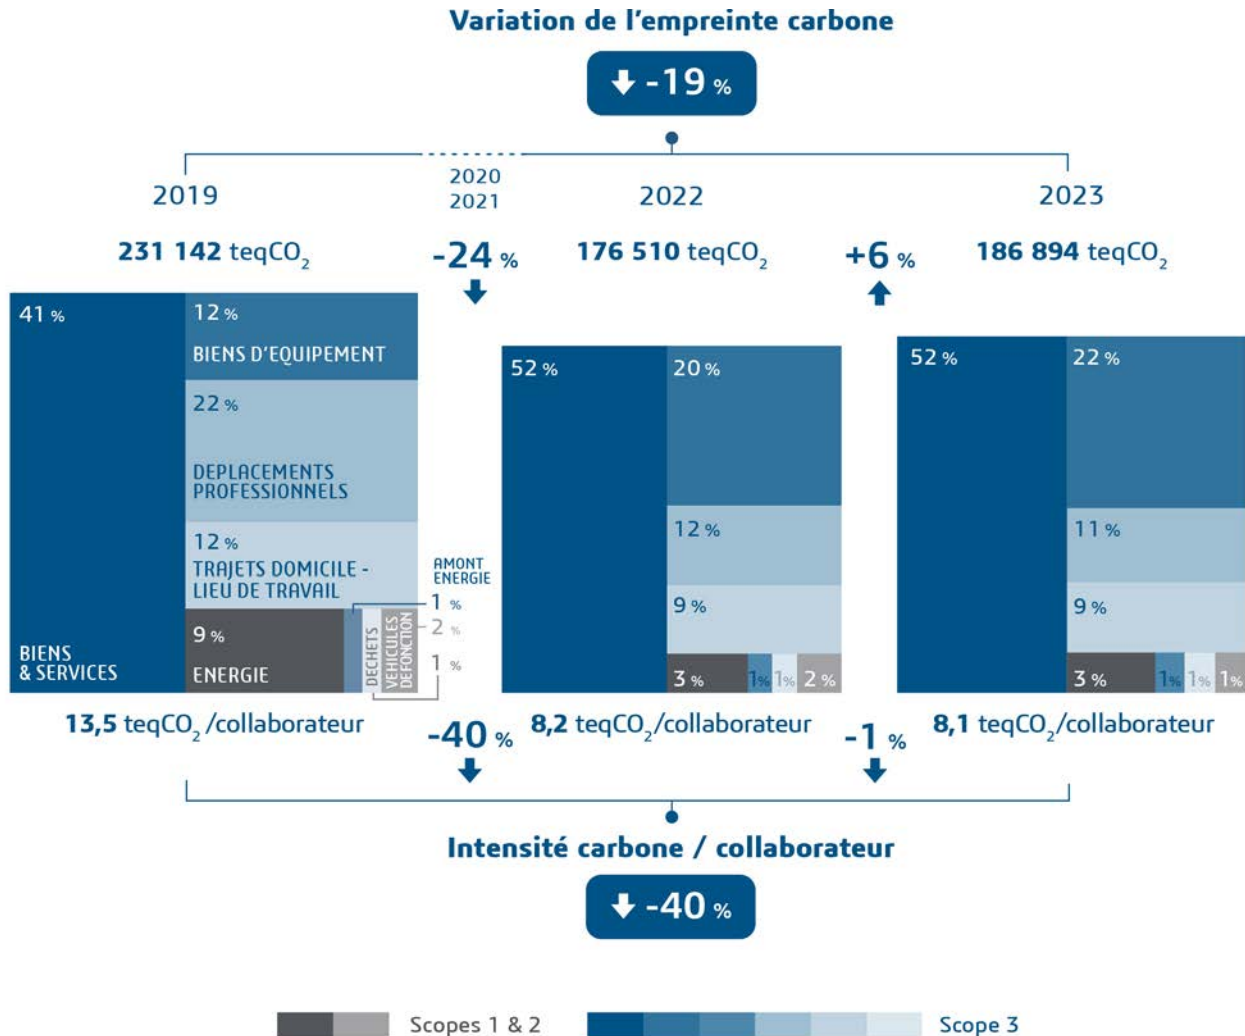 Variation de l'empreinte carbone
-19 %
2019
2020
2021
2022
2023
231 142 teqCO2
-24 %
176 510 teqCO2
+6 %
186 894 teqCO2
41 %
BIENS
& SERVICES
12 %
BIENS D'EQUIPEMENT
22 %
DEPLACEMENTS
PROFESSIONNELS
12 %
TRAJETS DOMICILE -
LIEU DE TRAVAIL
9 %
ENERGIE
DECHETS
VEHICULES
DEFONCTION
AMONT
ENERGIE
1 %
2 %
1 %
52 %
20 %
12 %
9 %
3 %
1%
1%
2 %
52 %
22 %
11 %
9 %
3 %
1%
1%
1%
13,5 teqCO2/collaborateur
-40 %
8,2 teqCO2/collaborateur
-1 %
8,1 teqCO2/collaborateur
Intensité carbone / collaborateur
-40 %
Scopes 1 & 2
Scope 3